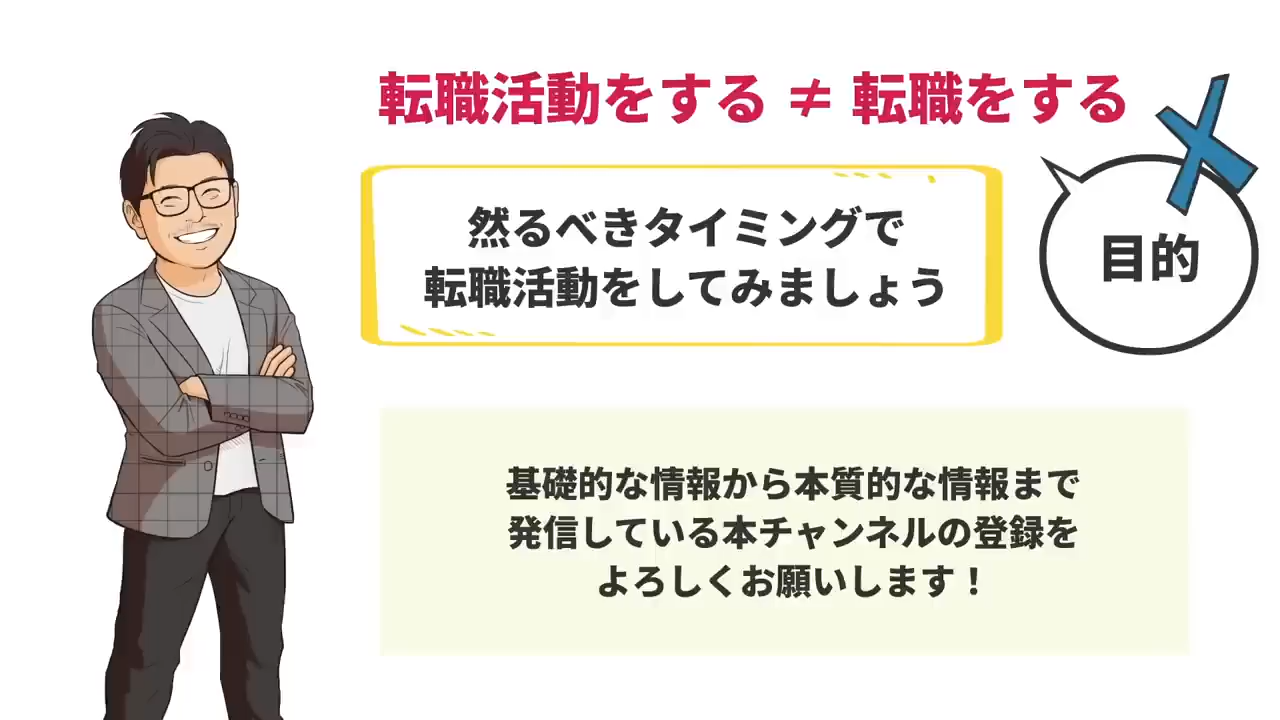 転職活動をする ≠ 転職をする
然るべきタイミングで
転職活動をしてみましょう
目的
基礎的な情報から本質的な情報まで
発信している本チャンネルの登録を
よろしくお願いします！